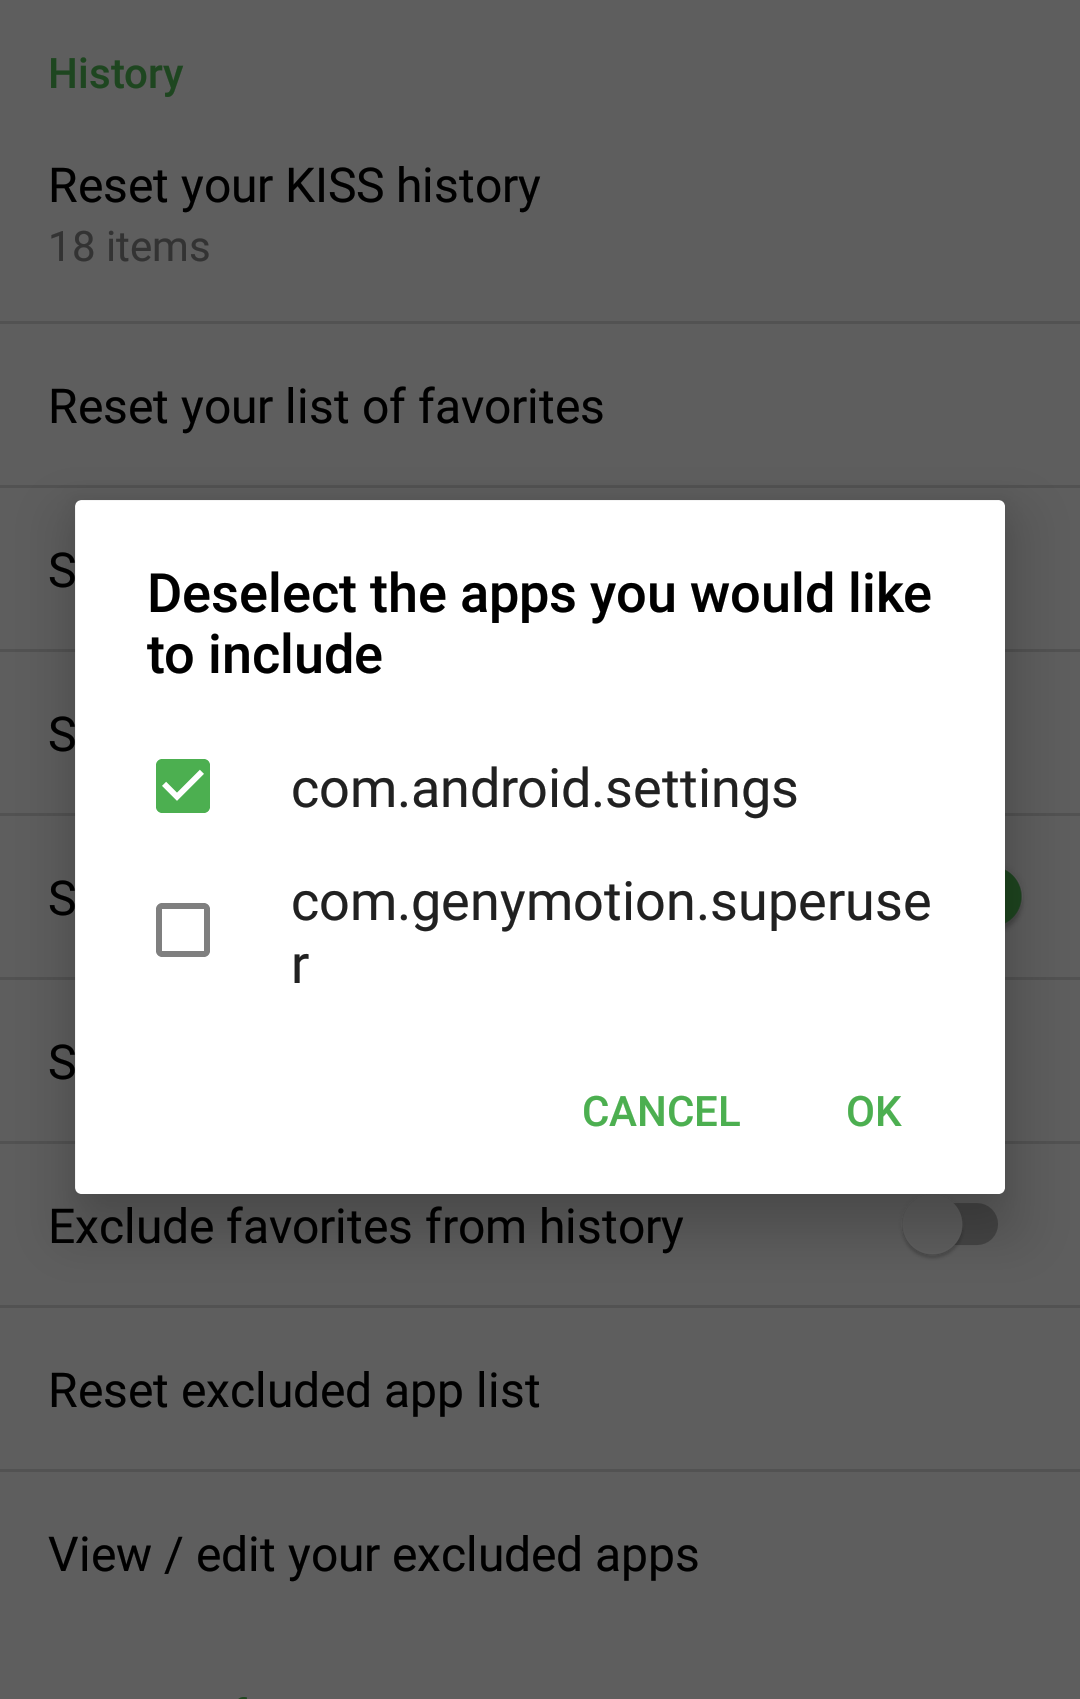 History
Reset your KISS history
18 items
Reset your list of favorites
Deselect the apps you would like
to include
com.android.settings
com.genymotion.superuse
r
CANCEL
OK
Exclude favorites from history
Reset excluded app list
View / edit your excluded apps